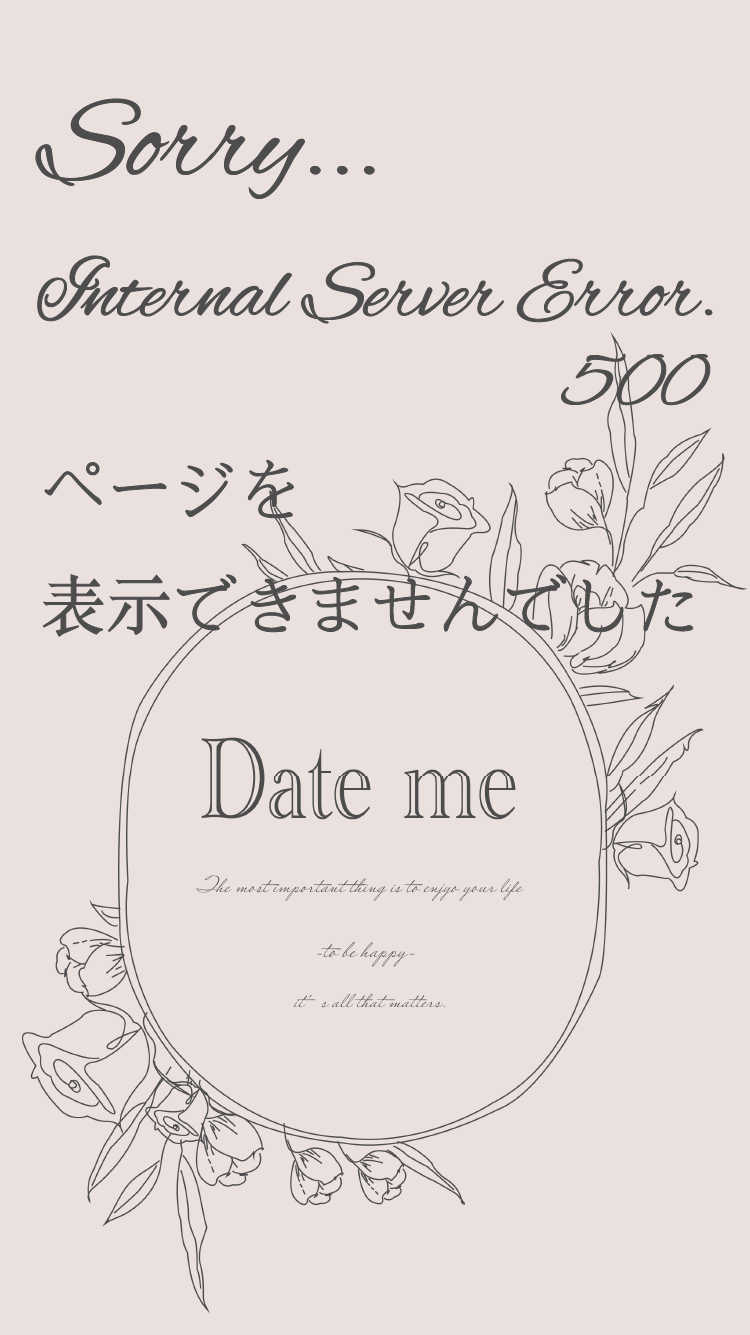 Sorry...
Internal Server Error.
500
ページを
表示できませんでした
Date me
The most important thing is to enjyo your life
-to be happy-
it’s all that matters.